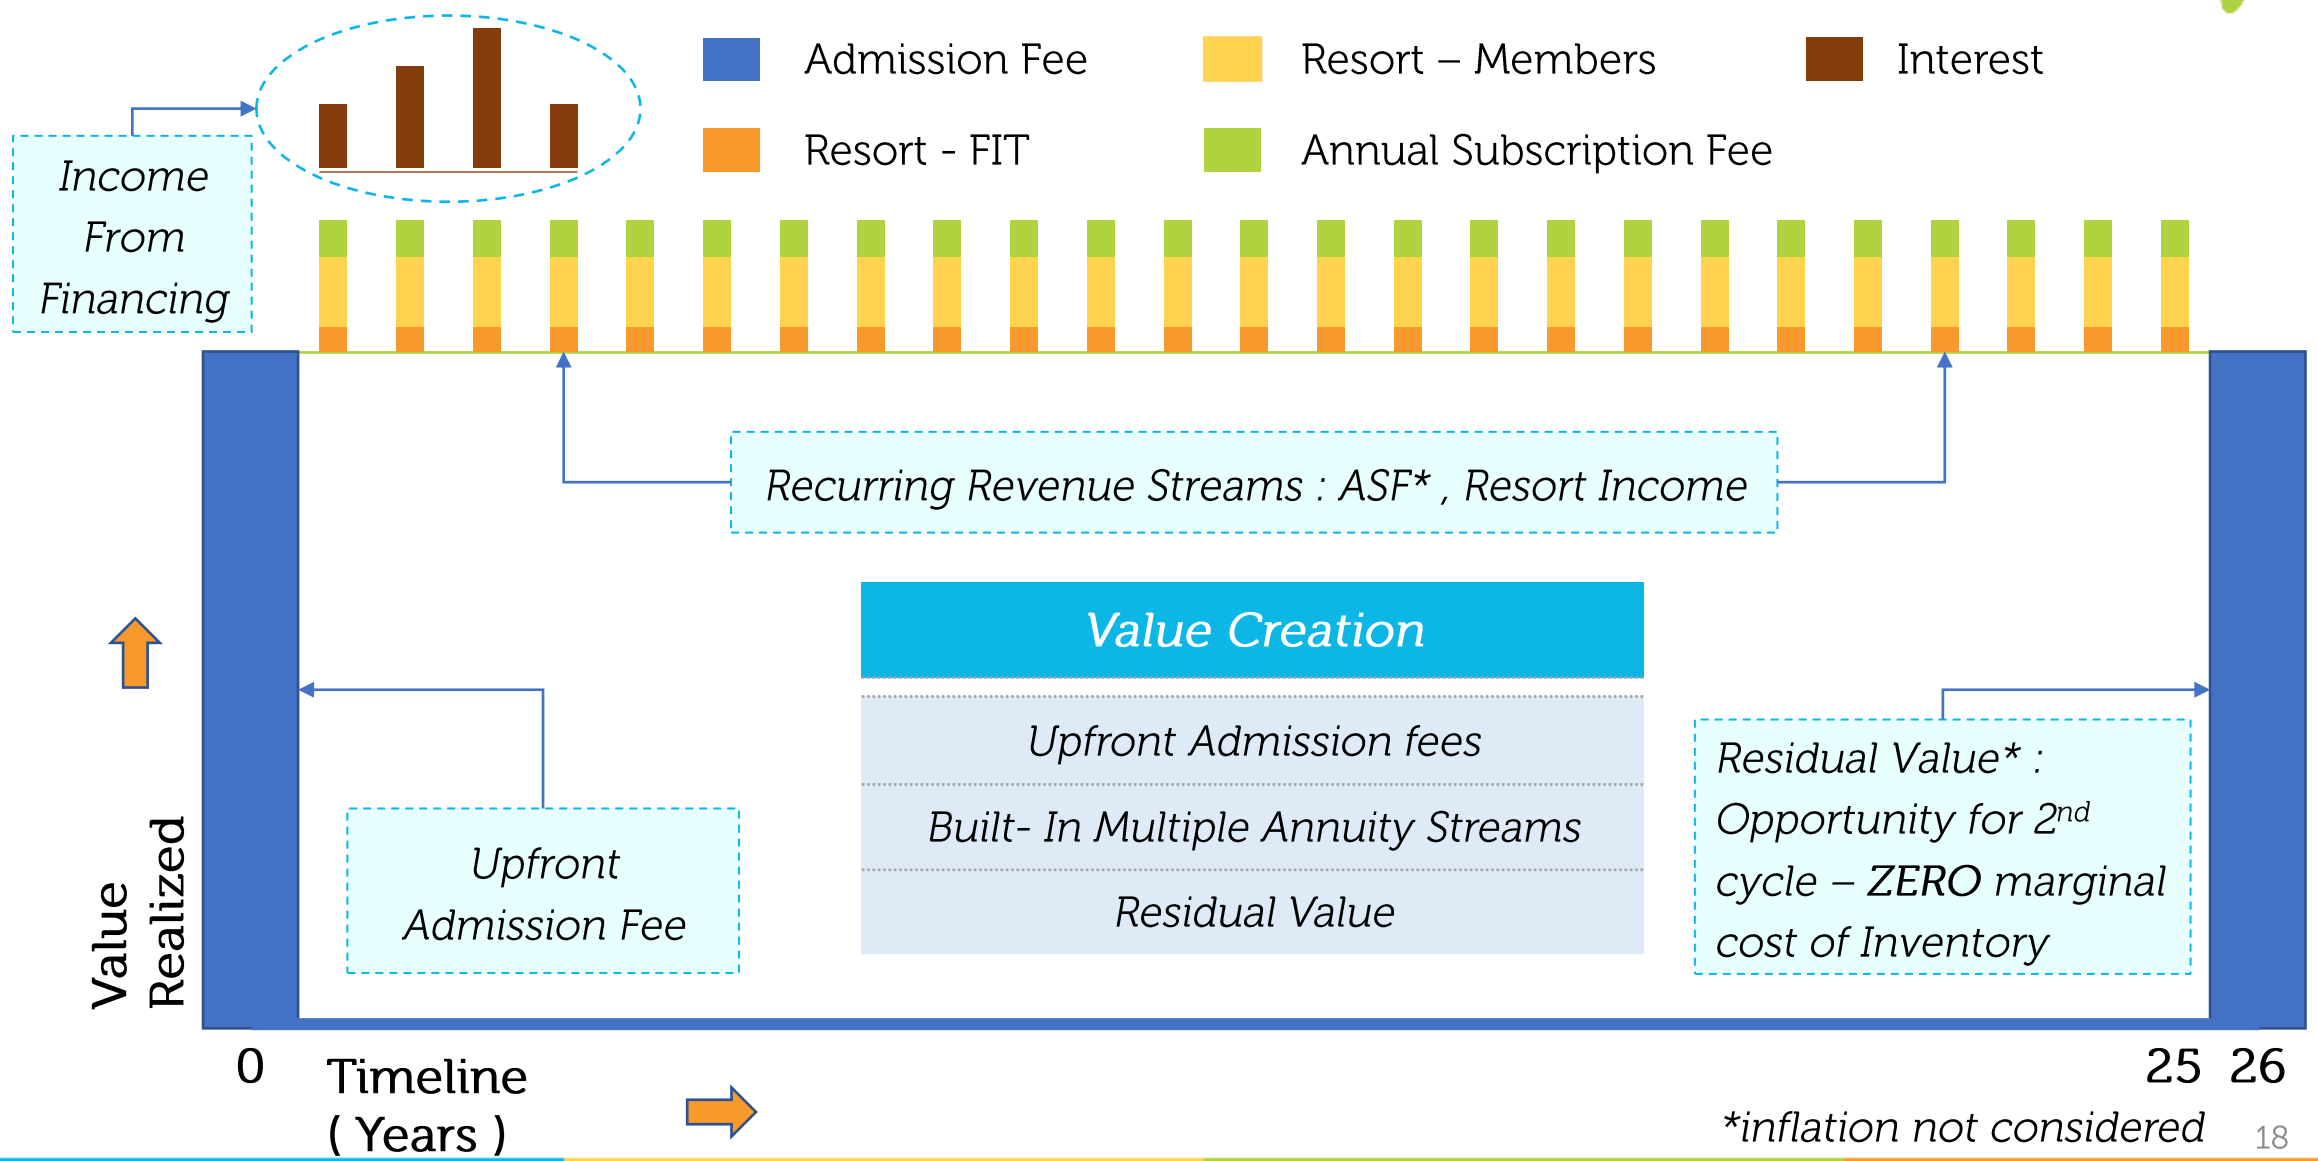 Admission Fee
Resort – Members
Interest
Resort - FIT
Annual Subscription Fee
Income
From
Financing
Recurring Revenue Streams : ASF* , Resort Income
Value Creation
Upfront Admission fees
Built- In Multiple Annuity Streams
Residual Value
Upfront
Admission Fee
Residual Value* :
Opportunity for 2nd
cycle – ZERO marginal
cost of Inventory
Value
Realized
0
25
26
Timeline
( Years )
*inflation not considered
18